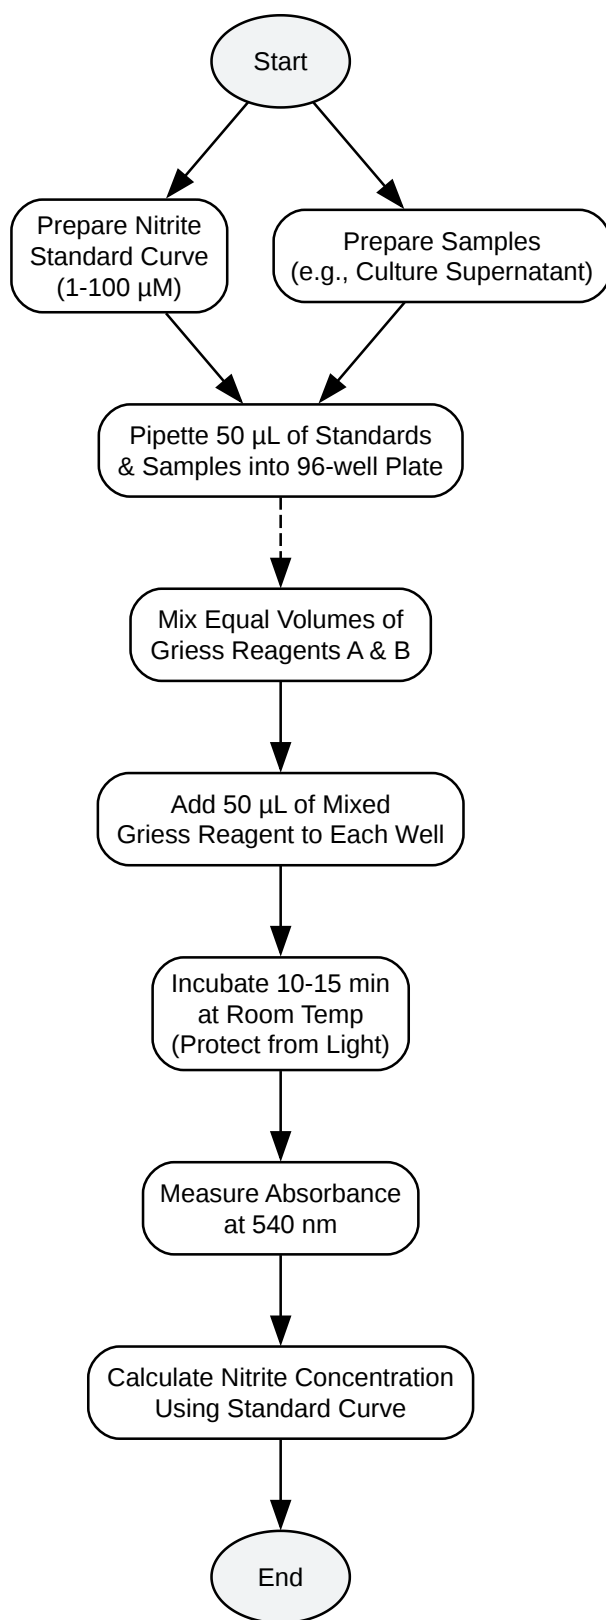 Start
Prepare Nitrite
Standard Curve
(1-100 µM)
Prepare Samples
(e.g., Culture Supernatant)
Pipette 50 µL of Standards
& Samples into 96-well Plate
Mix Equal Volumes of
Griess Reagents A & B
Add 50 µL of Mixed
Griess Reagent to Each Well
Incubate 10-15 min
at Room Temp
(Protect from Light)
Measure Absorbance
at 540 nm
Calculate Nitrite Concentration
Using Standard Curve
End